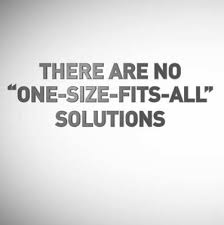 THERE ARE NO
“ONE-SIZE-FITS-ALL”
SOLUTIONS